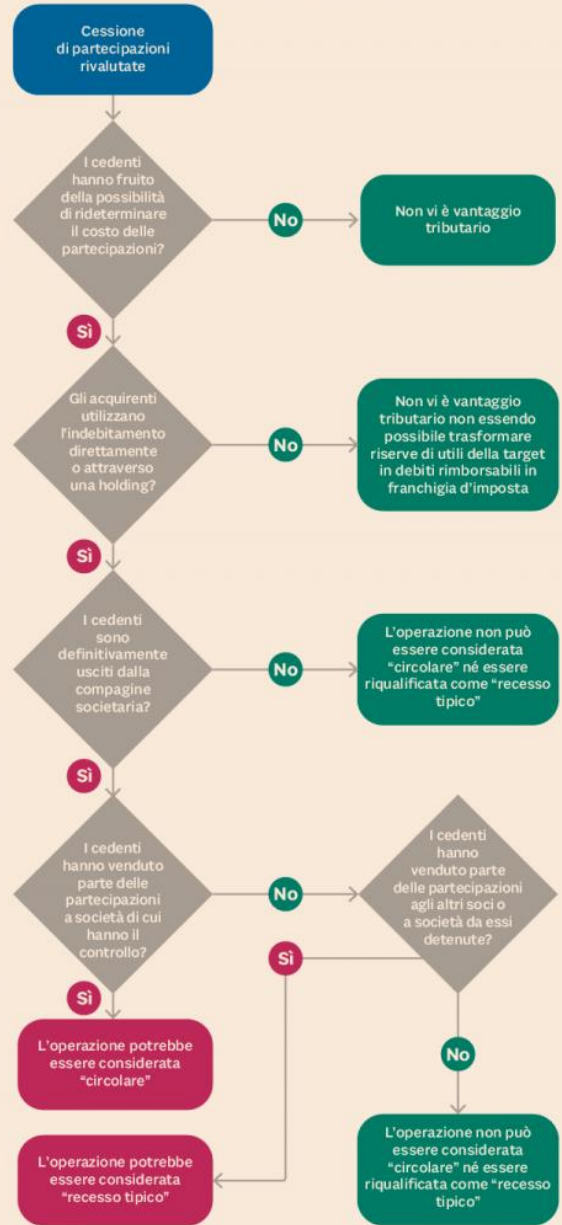 Cessione
di partecipazioni
rivalutate
I cedenti
hanno fruito
della possibilità
di rideterminare
il costo delle
partecipazioni?
No
Non vi è vantaggio
tributario
Sì
Gli acquirenti
utilizzano
l'indebitamento
direttamente
o attraverso
una holding?
No
Non vi è vantaggio
tributario non essendo
possibile trasformare
riserve di utili della target
in debiti rimborsabili in
franchigia d'imposta
Sì
I cedenti
sono
definitivamente
usciti dalla
compagine
societaria?
No
L'operazione non può
essere considerata
“circolare” né essere
riqualificata come “recesso
tipico”
Sì
I cedenti
hanno venduto
parte delle
partecipazioni
a società di cui
hanno il
controllo?
No
I cedenti
hanno
venduto parte
delle partecipazioni
agli altri soci o
a società da essi
detenute?
Sì
Sì
L'operazione potrebbe
essere considerata
“circolare”
No
L'operazione potrebbe
essere considerata
“recesso tipico”
L'operazione non può
essere considerata
“circolare” né essere
riqualificata come “recesso
tipico”